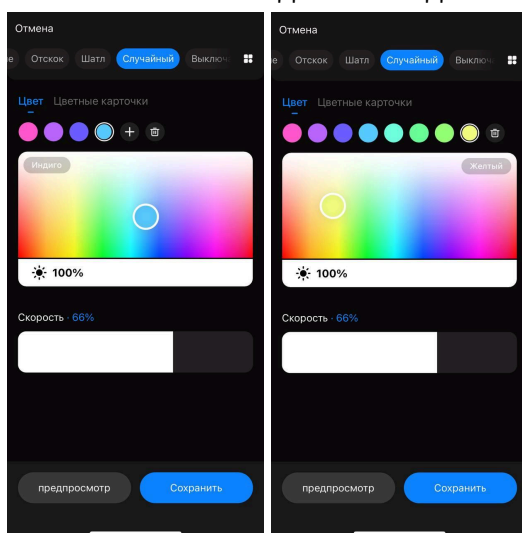 Отмена
е Отскок Шатл Случайный Выключ
Цвет Цветные карточки
Индиго
100%
Скорость · 66%
предпросмотр Сохранить
Отмена
е Отскок Шатл Случайный Выключ
Цвет Цветные карточки
Желтый
100%
Скорость · 66%
предпросмотр Сохранить